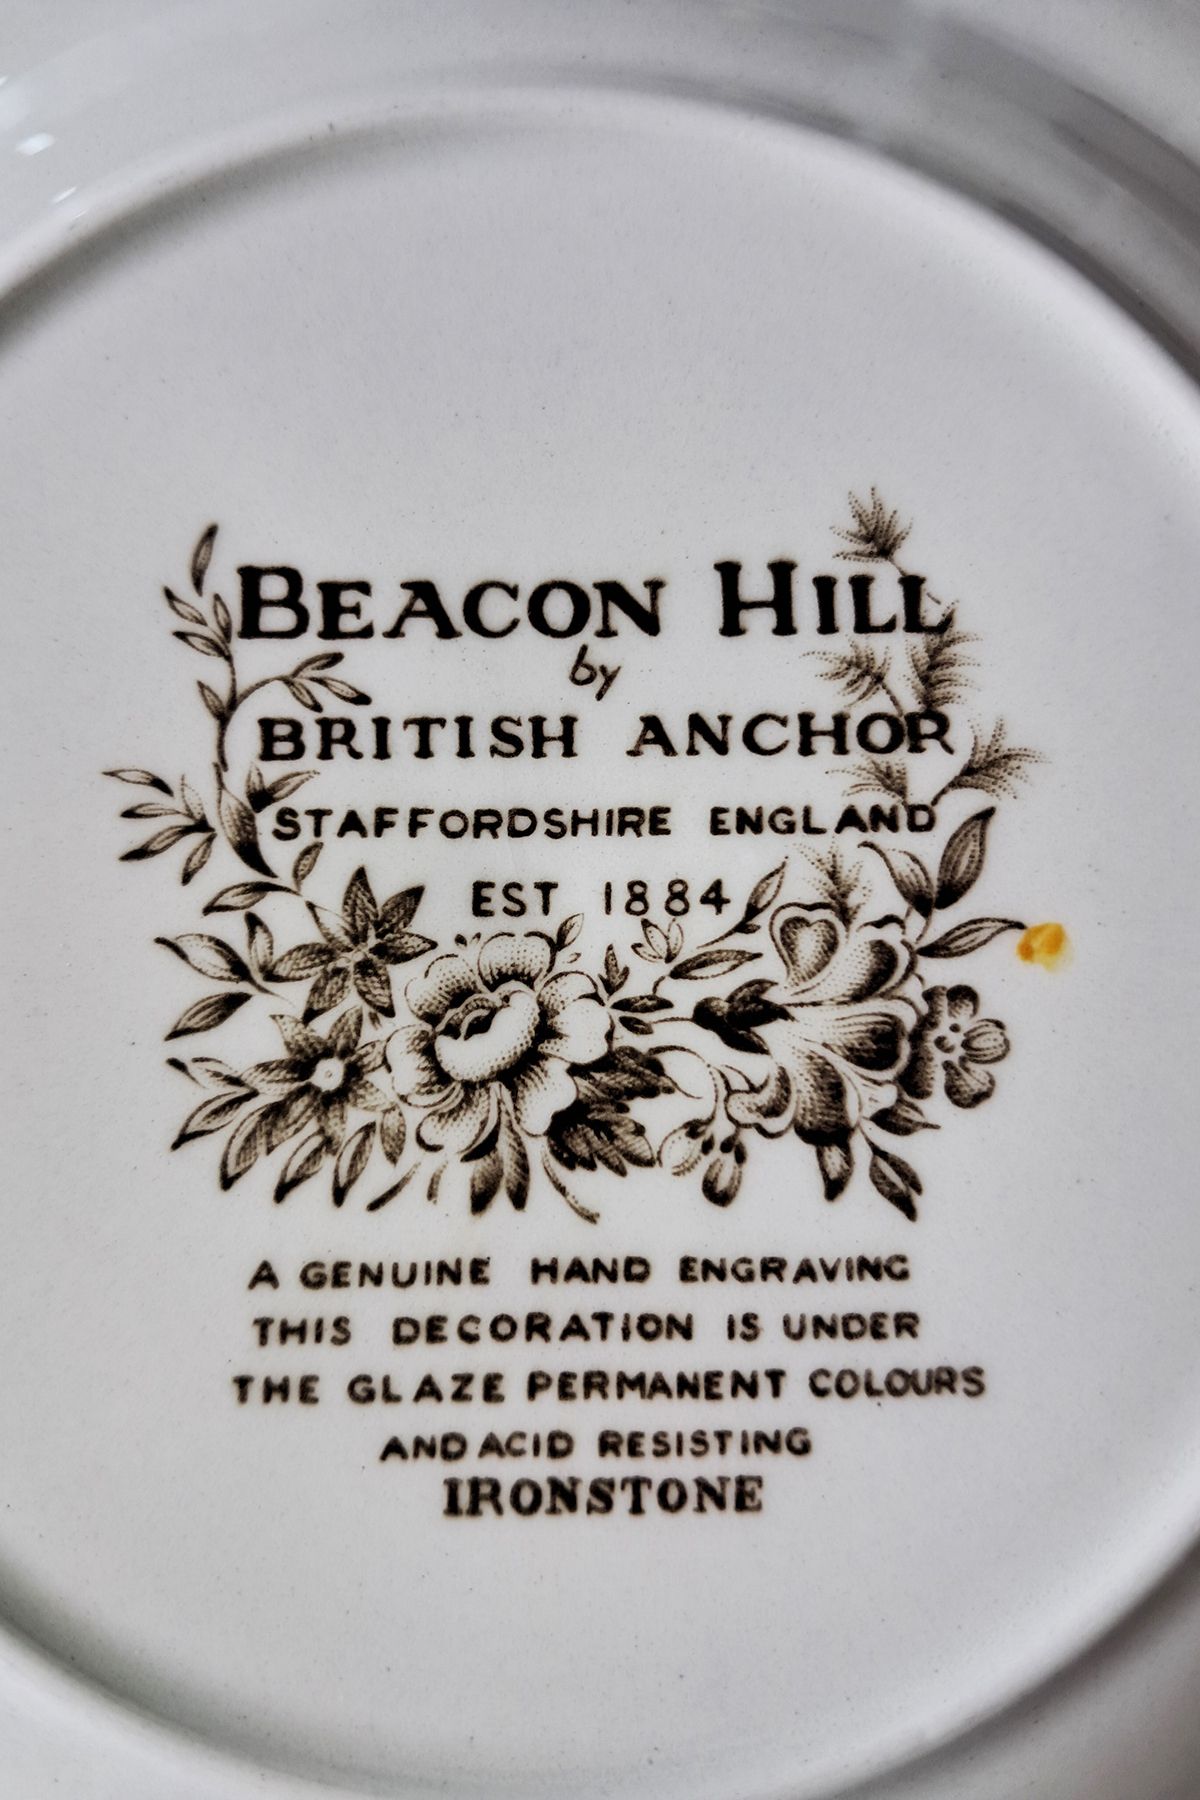 BEACON HILL
by
BRITISH ANCHOR
STAFFORDSHIRE ENGLAND
EST 1884
A GENUINE HAND ENGRAVING
THIS DECORATION IS UNDER
THE GLAZE PERMANENT COLOURS
AND ACID RESISTING
IRONSTONE